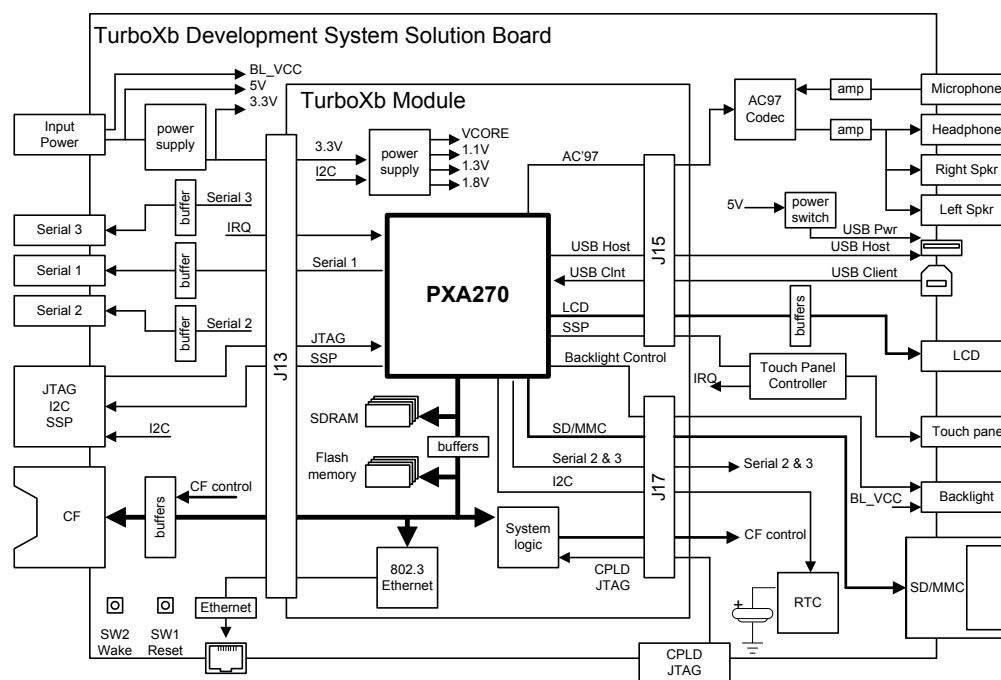 TurboXb Development System Solution Board
BL_VCC
5V
3.3V
Input
Power
power
supply
TurboXb Module
3.3V
I2C
power
supply
VCORE
1.1V
1.3V
1.8V
AC'97
AC97
Codec
amp
amp
Microphone
Headphone
Right Spkr
Left Spkr
5V
power
switch
USB Pwr
USB Host
USB Client
Serial 3
Serial 1
Serial 2
buffer
buffer
buffer
Serial 3
IRQ
Serial 1
Serial 2
JTAG
SSP
J13
PXA270
USB Host
USB Clnt
LCD
SSP
Backlight Control
J15
buffers
LCD
IRQ
Touch Panel
Controller
Touch panel
JTAG
I2C
SSP
I2C
SDRAM
buffers
Flash
memory
SD/MMC
Serial 2 & 3
I2C
J17
Serial 2 & 3
BL_VCC
Backlight
CF
buffers
CF control
System
logic
CF control
802.3
Ethernet
CPLD
JTAG
SD/MMC
RTC
+
Ethernet
SW2
Wake
SW1
Reset
CPLD
JTAG